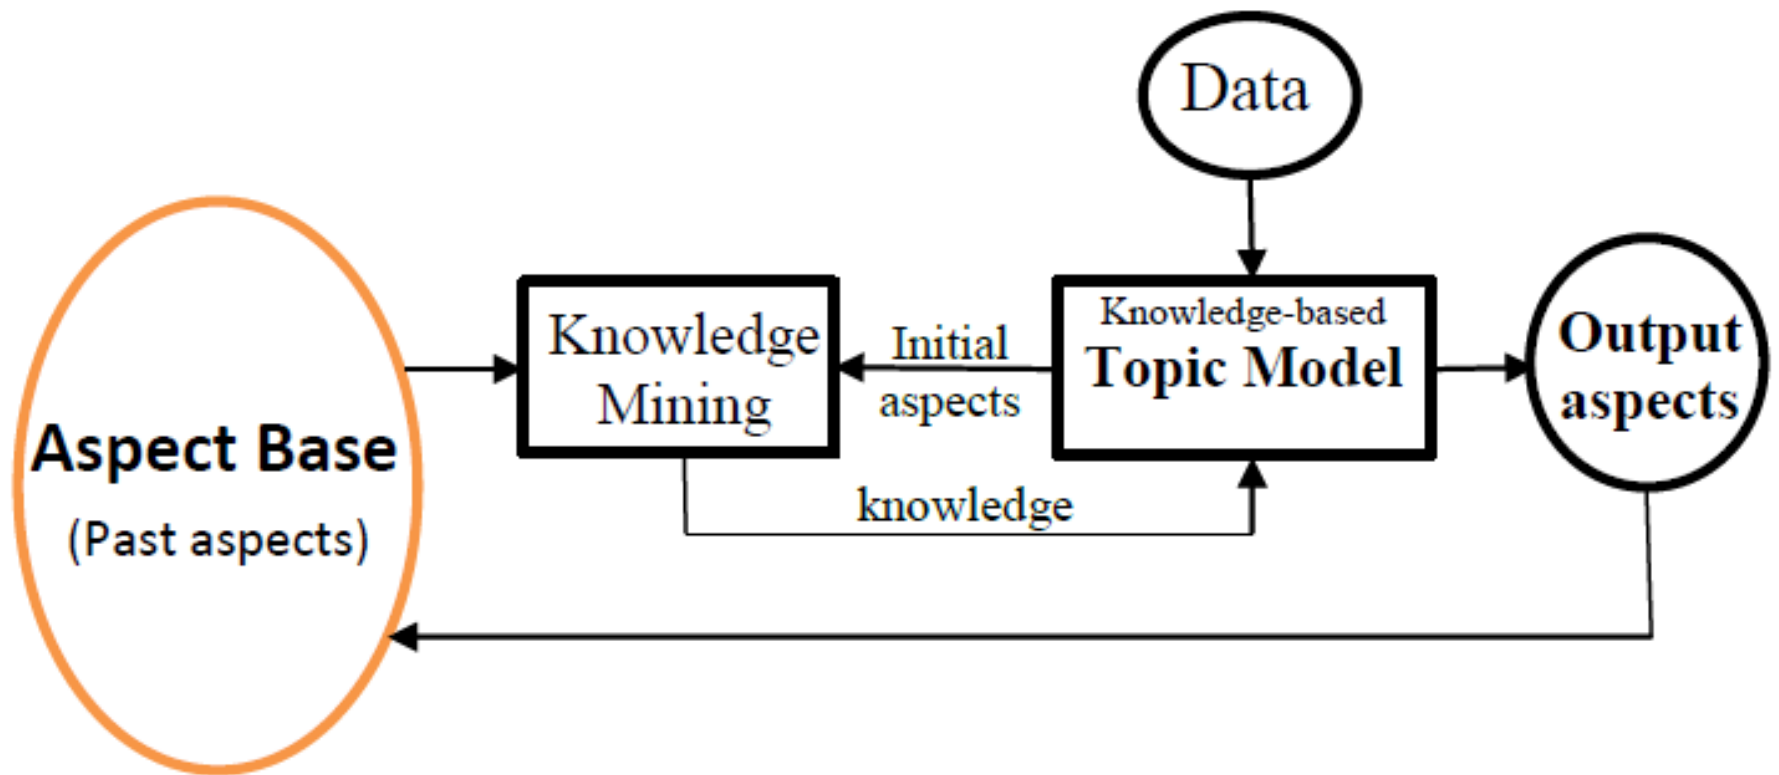 Data
Knowledge-based
Topic Model
Output
aspects
Knowledge
Mining
Initial
aspects
Aspect Base
(Past aspects)
knowledge